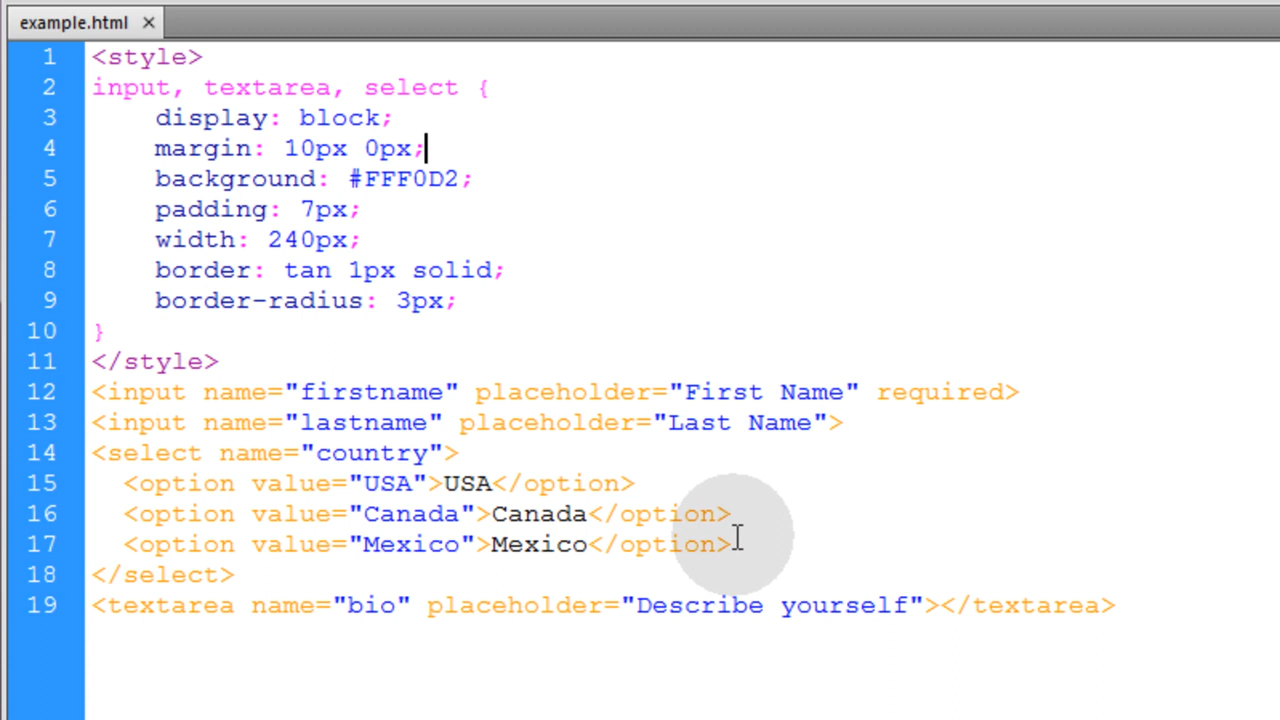 example.html ×
1 <style>
2 input, textarea, select {
3     display: block;
4     margin: 10px 0px;
5     background: #FFF0D2;
6     padding: 7px;
7     width: 240px;
8     border: tan 1px solid;
9     border-radius: 3px;
10 }
11 </style>
12 <input name="firstname" placeholder="First Name" required>
13 <input name="lastname" placeholder="Last Name">
14 <select name="country">
15   <option value="USA">USA</option>
16   <option value="Canada">Canada</option>
17   <option value="Mexico">Mexico</option>
18 </select>
19 <textarea name="bio" placeholder="Describe yourself"></textarea>